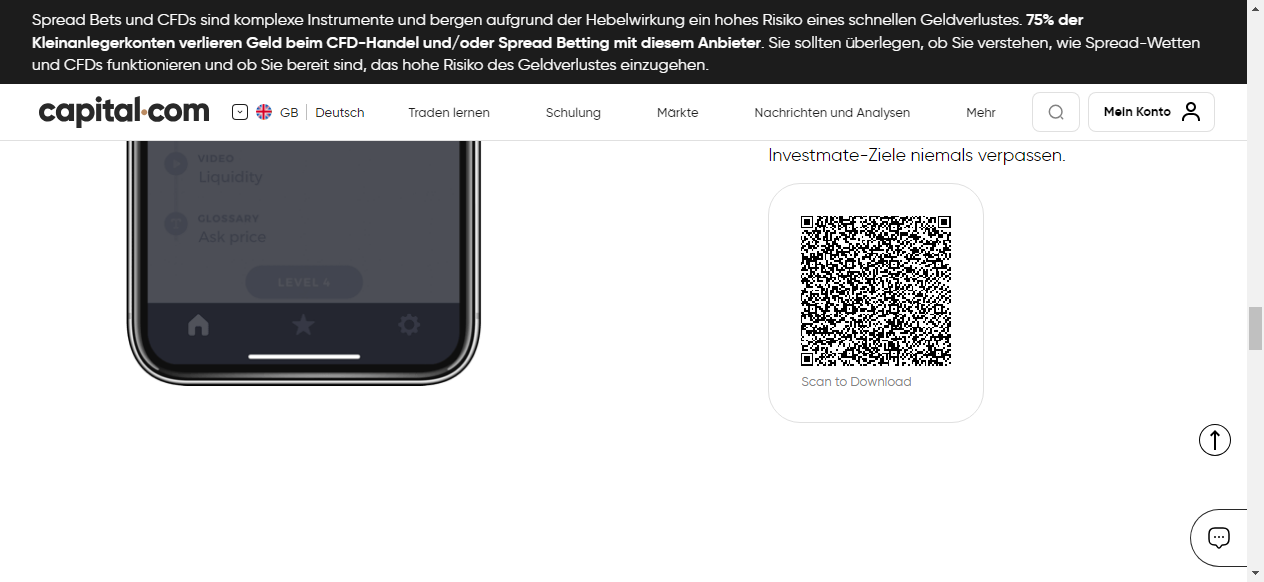 Spread Bets und CFDs sind komplexe Instrumente und bergen aufgrund der Hebelwirkung ein hohes Risiko eines schnellen Geldverlustes. 75% der
Kleinanlegerkonten verlieren Geld beim CFD-Handel und/oder Spread Betting mit diesem Anbieter. Sie sollten überlegen, ob Sie verstehen, wie Spread-Wetten
und CFDs funktionieren und ob Sie bereit sind, das hohe Risiko des Geldverlustes einzugehen.
capital.com GB Deutsch Traden lernen Schulung Märkte Nachrichten und Analysen Mehr Mein Konto
Investmate-Ziele niemals verpassen.
VIDEO
Liquidity
GLOSSARY
Ask price
LEVEL 4
Scan to Download